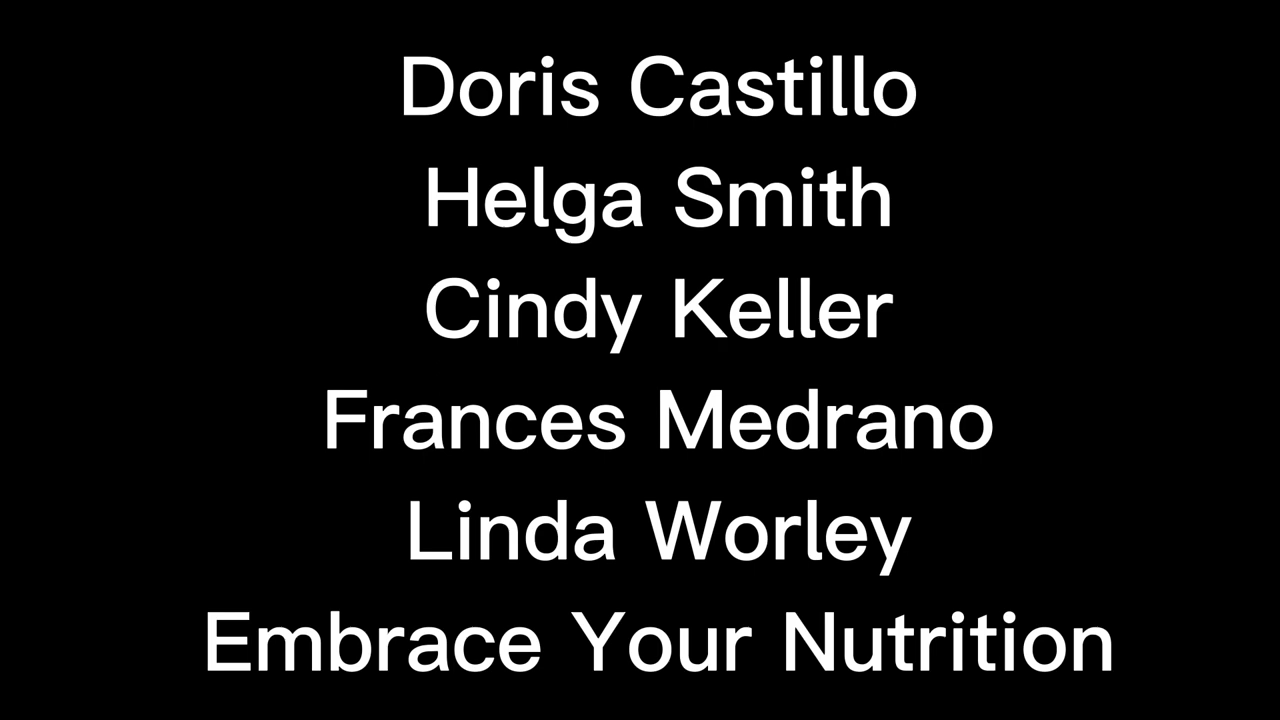 Doris Castillo
Helga Smith
Cindy Keller
Frances Medrano
Linda Worley
Embrace Your Nutrition